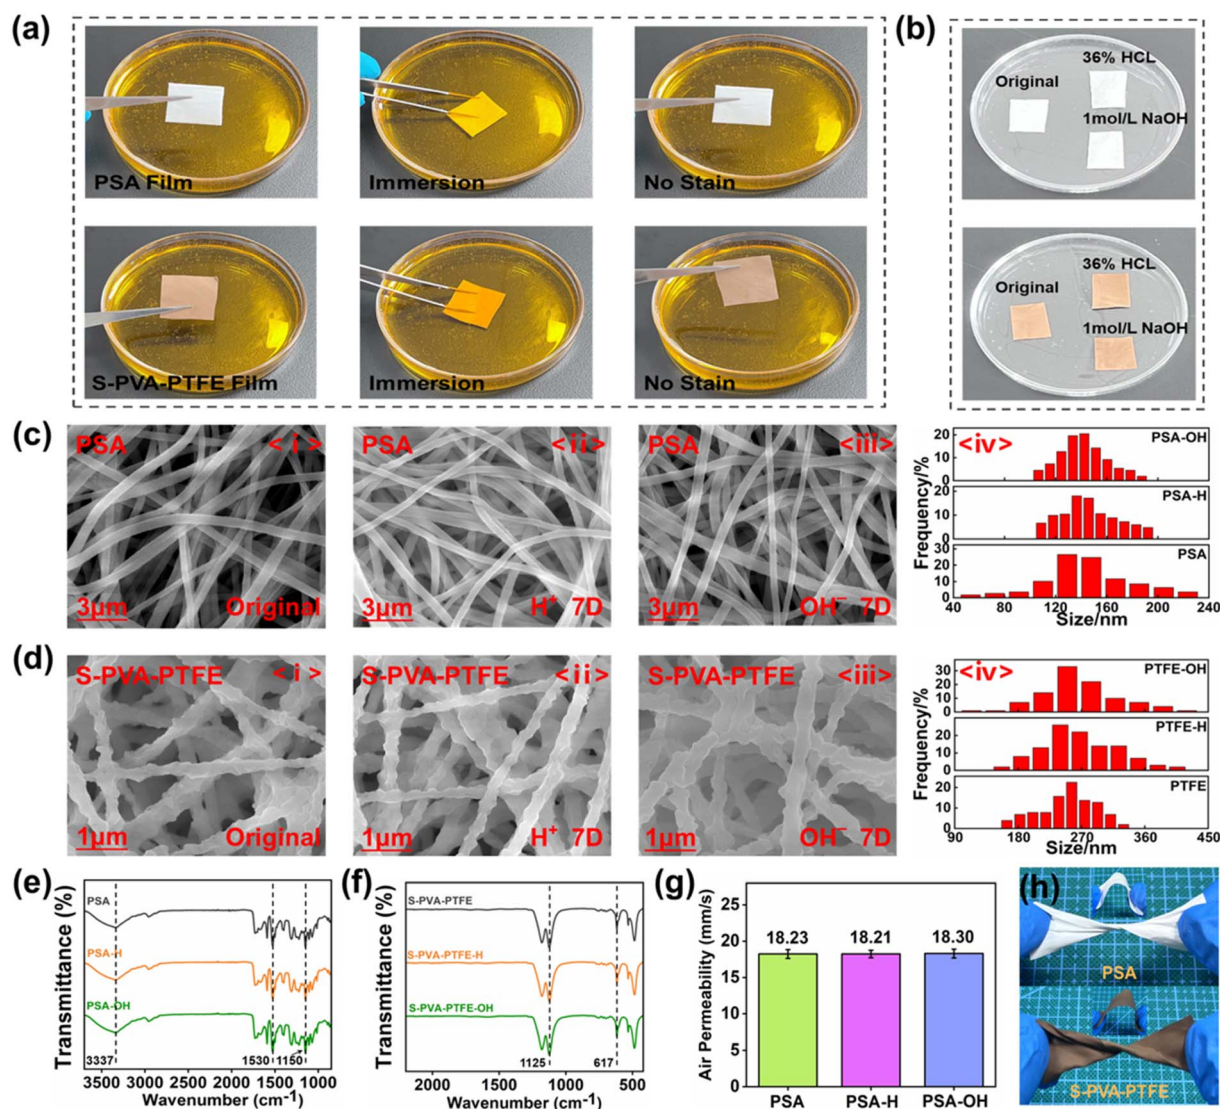 (a)
PSA Film
Immersion
No Stain
S-PVA-PTFE Film
Immersion
No Stain
(b)
Original
36% HCL
1mol/L NaOH
Original
36% HCL
1mol/L NaOH
(c)
PSA
<i>
3μm
Original
PSA
<ii>
3μm
H⁺ 7D
PSA
<iii>
3μm
OH⁻ 7D
<iv>
Frequency/%
20
10
0
PSA-OH
20
10
0
PSA-H
30
20
10
0
PSA
40 80 120 160 200 240
Size/nm
(d)
S-PVA-PTFE
<i>
1μm
Original
S-PVA-PTFE
<ii>
1μm
H⁺ 7D
S-PVA-PTFE
<iii>
1μm
OH⁻ 7D
<iv>
Frequency/%
30
20
10
0
PTFE-OH
30
20
10
0
PTFE-H
20
10
0
PTFE
90 180 270 360 450
Size/nm
(e)
Transmittance (%)
PSA
PSA-H
PSA-OH
3337
1530
1150
3500 3000 2500 2000 1500 1000
Wavenumber (cm⁻¹)
(f)
Transmittance (%)
S-PVA-PTFE
S-PVA-PTFE-H
S-PVA-PTFE-OH
1125
617
2000 1600 1200 800 400
Wavenumber (cm⁻¹)
(g)
Air Permeability (mm/s)
25
20
15
10
5
0
18.23
18.21
18.30
PSA PSA-H PSA-OH
(h)
PSA
S-PVA-PTFE